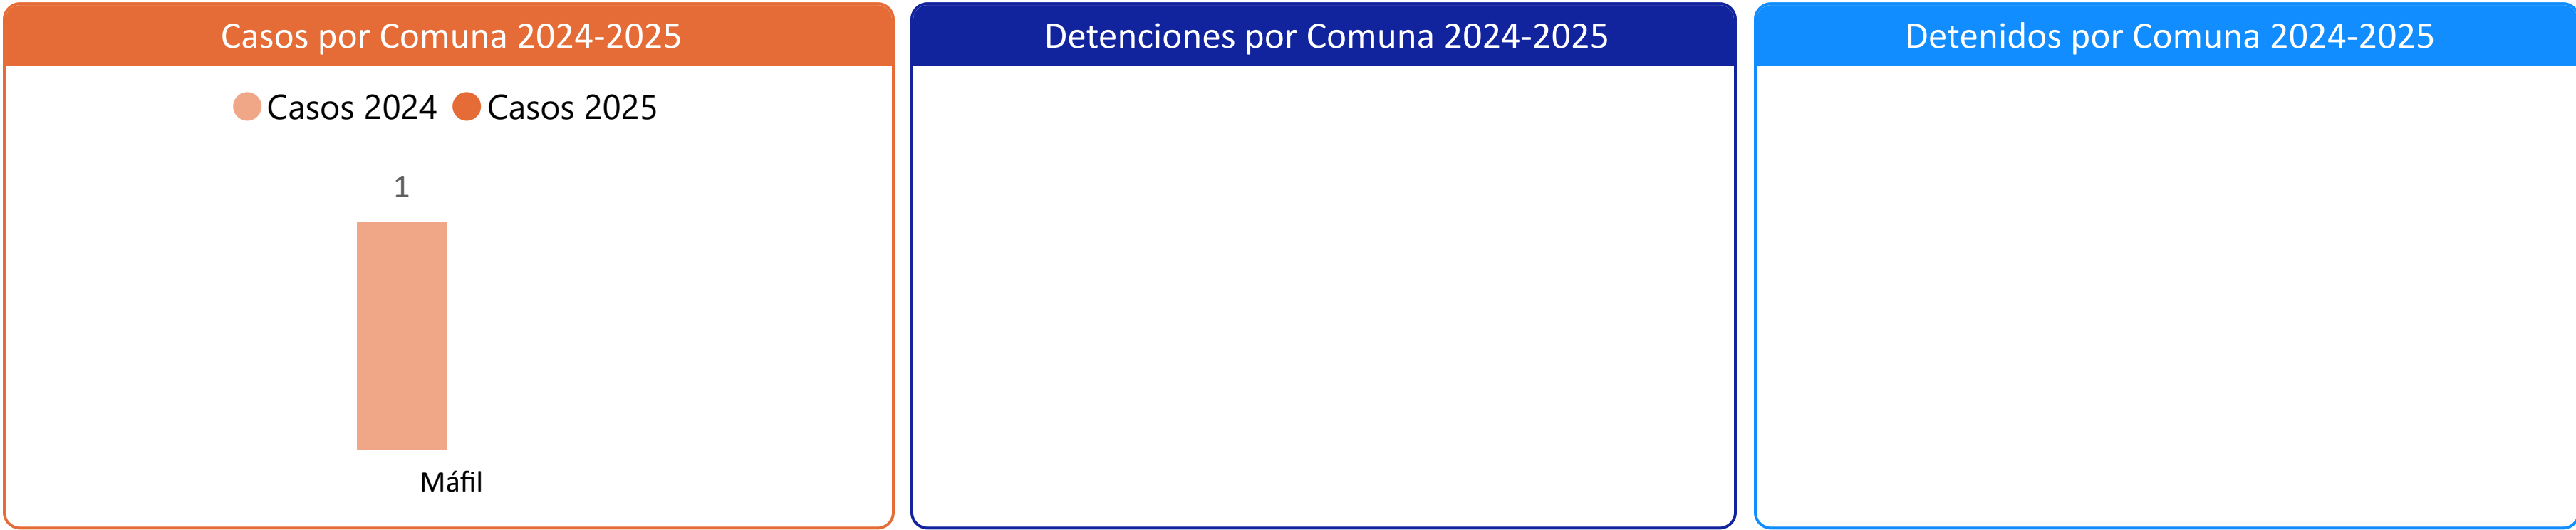 Casos por Comuna 2024-2025
Casos 2024 Casos 2025
1
Máfil
Detenciones por Comuna 2024-2025
Detenidos por Comuna 2024-2025